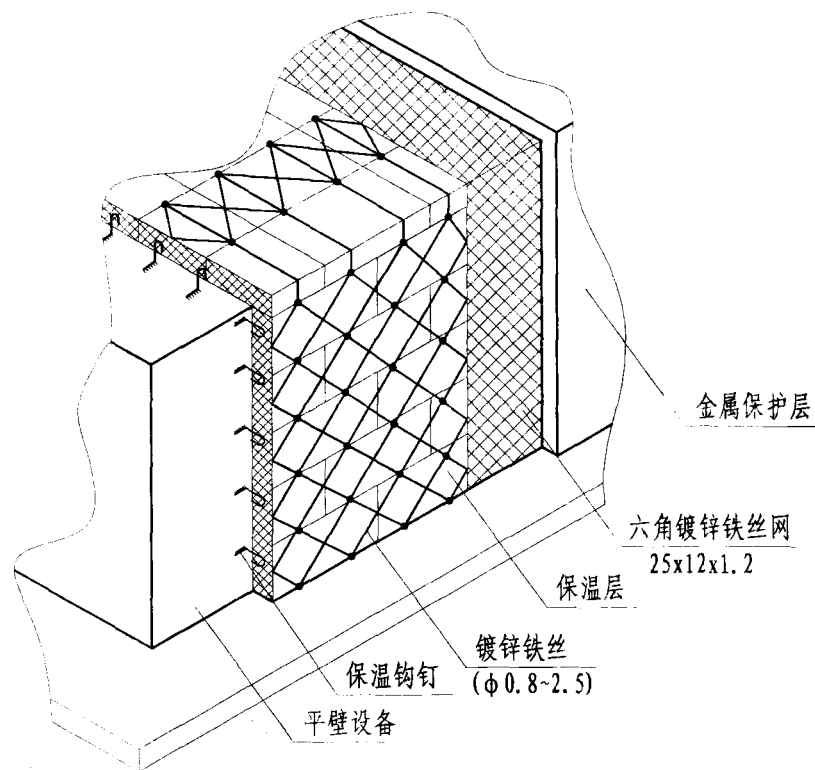 金属保护层
六角镀锌铁丝网
25x12x1.2
保温层
镀锌铁丝
(φ0.8~2.5)
保温钩钉
平壁设备